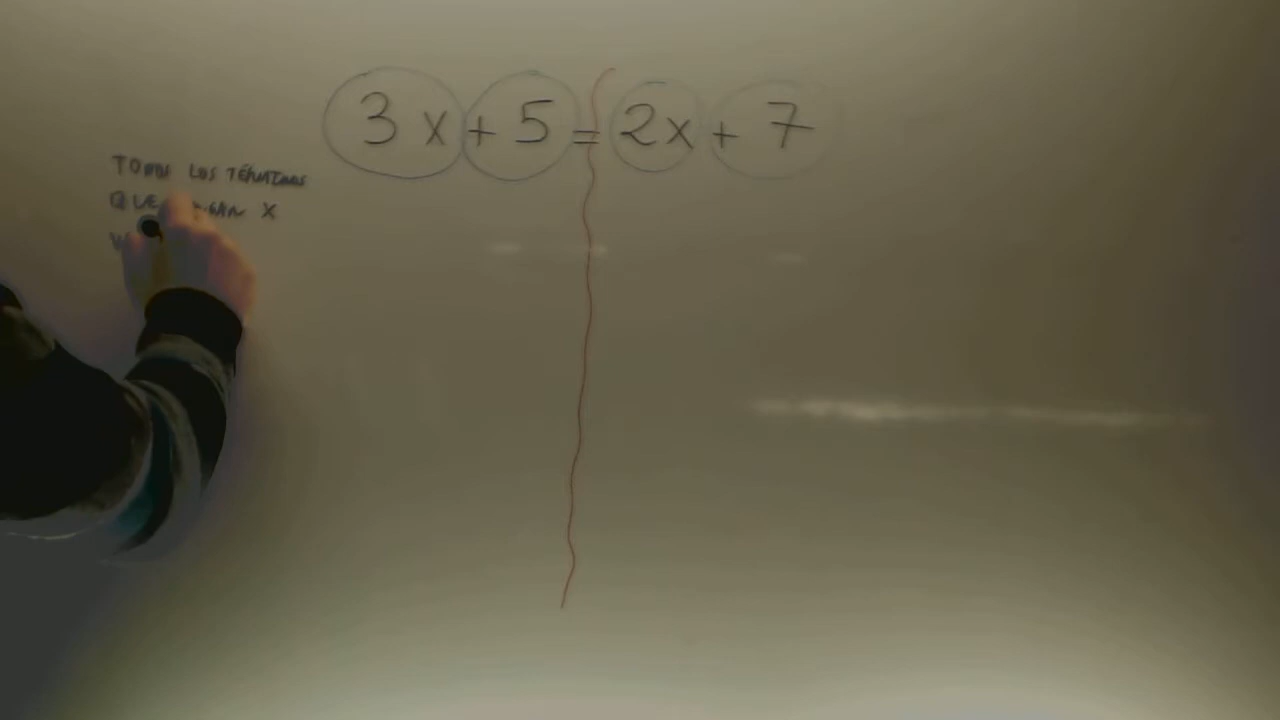 3x + 5 = 2x + 7
TODOS LOS TÉRMINOS
QUE X